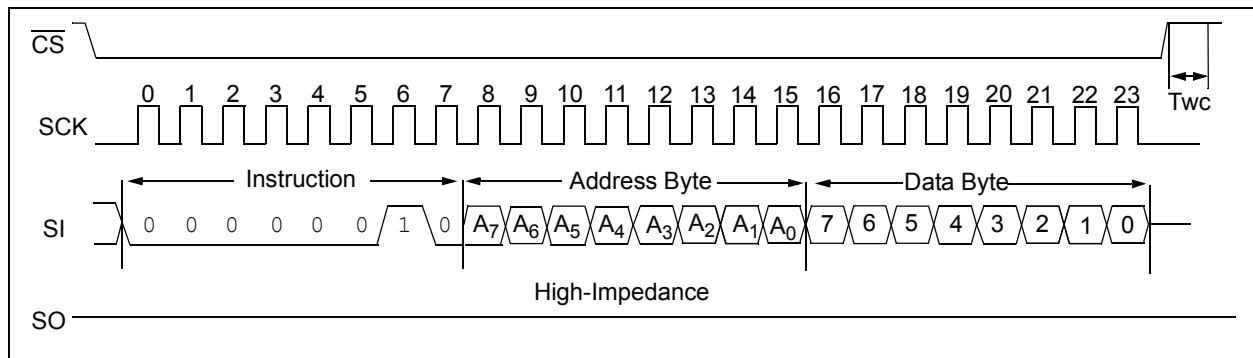 CS
0 1 2 3 4 5 6 7 8 9 10 11 12 13 14 15 16 17 18 19 20 21 22 23
Twc
SCK
Instruction Address Byte Data Byte
SI 0 0 0 0 0 0 1 0 A7 A6 A5 A4 A3 A2 A1 A0 7 6 5 4 3 2 1 0
High-Impedance
SO